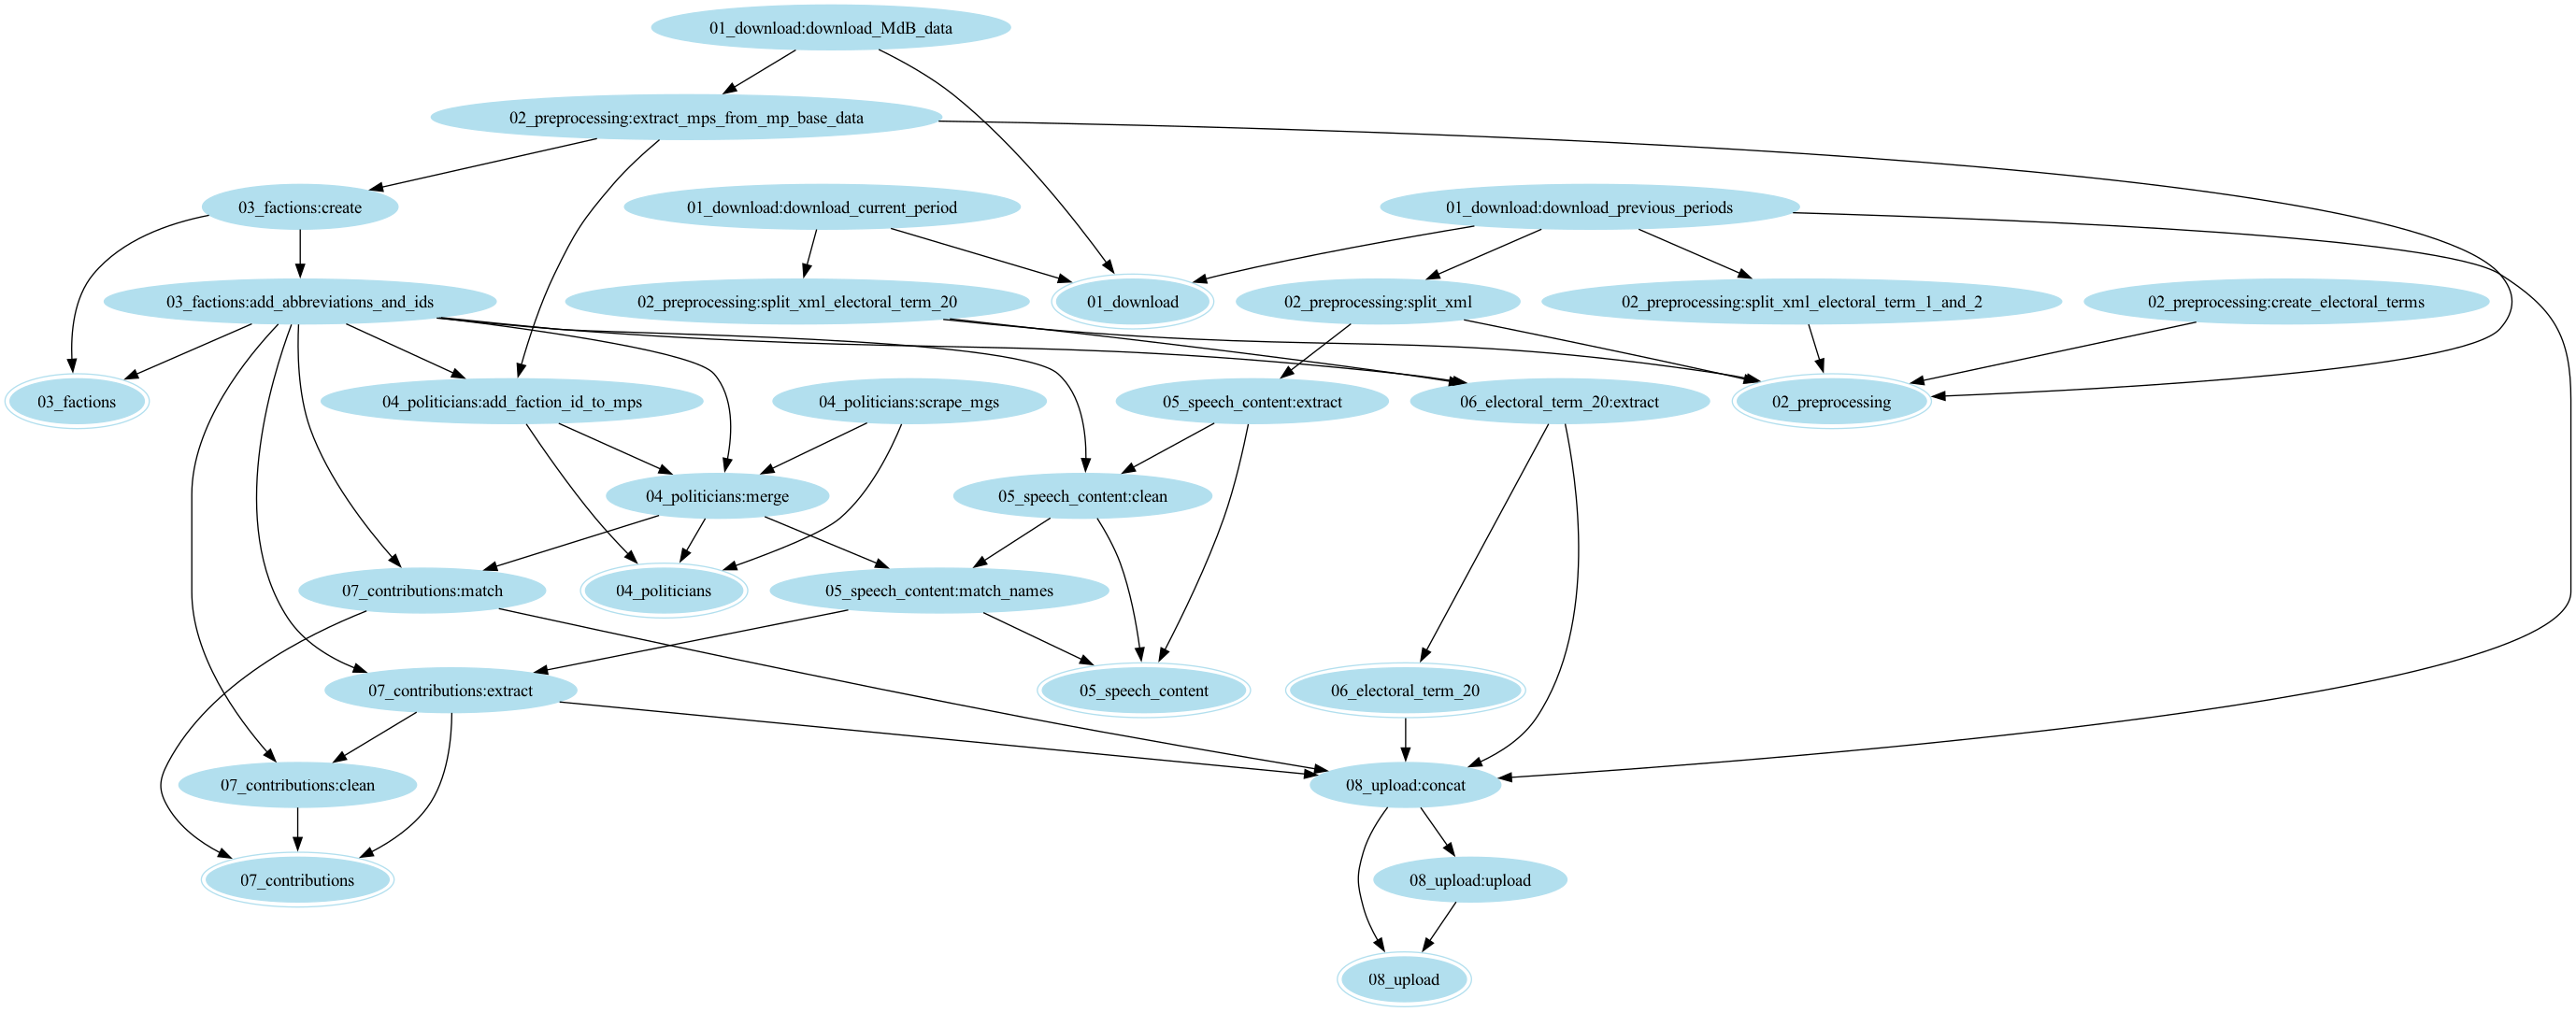 01_download:download_MdB_data
02_preprocessing:extract_mps_from_mp_base_data
03_factions:create
01_download:download_current_period
01_download:download_previous_periods
03_factions:add_abbreviations_and_ids
02_preprocessing:split_xml_electoral_term_20
01_download
02_preprocessing:split_xml
02_preprocessing:split_xml_electoral_term_1_and_2
02_preprocessing:create_electoral_terms
03_factions
04_politicians:add_faction_id_to_mps
04_politicians:scrape_mgs
05_speech_content:extract
06_electoral_term_20:extract
02_preprocessing
04_politicians:merge
05_speech_content:clean
07_contributions:match
04_politicians
05_speech_content:match_names
07_contributions:extract
05_speech_content
06_electoral_term_20
07_contributions:clean
08_upload:concat
07_contributions
08_upload:upload
08_upload